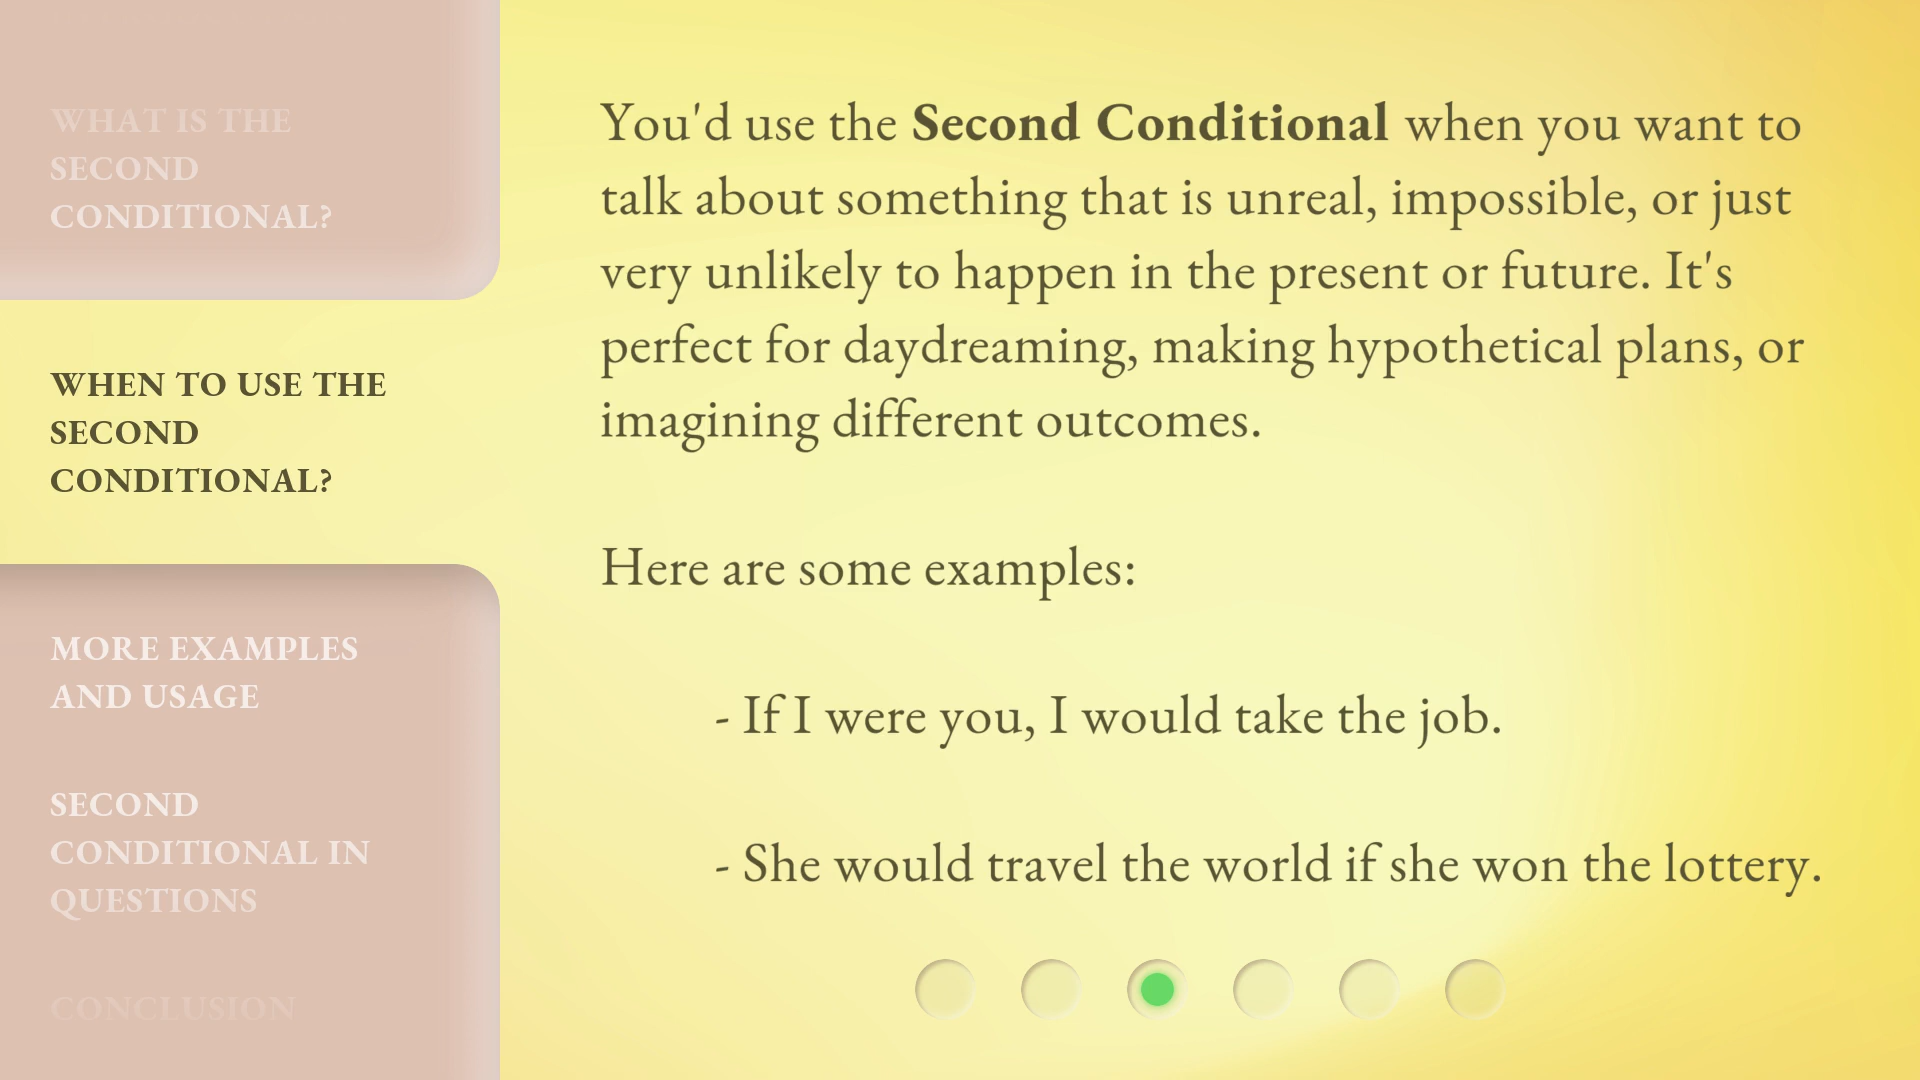 WHAT IS THE
SECOND
CONDITIONAL?
WHEN TO USE THE
SECOND
CONDITIONAL?
MORE EXAMPLES
AND USAGE
SECOND
CONDITIONAL IN
QUESTIONS
CONCLUSION
You'd use the Second Conditional when you want to
talk about something that is unreal, impossible, or just
very unlikely to happen in the present or future. It's
perfect for daydreaming, making hypothetical plans, or
imagining different outcomes.
Here are some examples:
- If I were you, I would take the job.
- She would travel the world if she won the lottery.